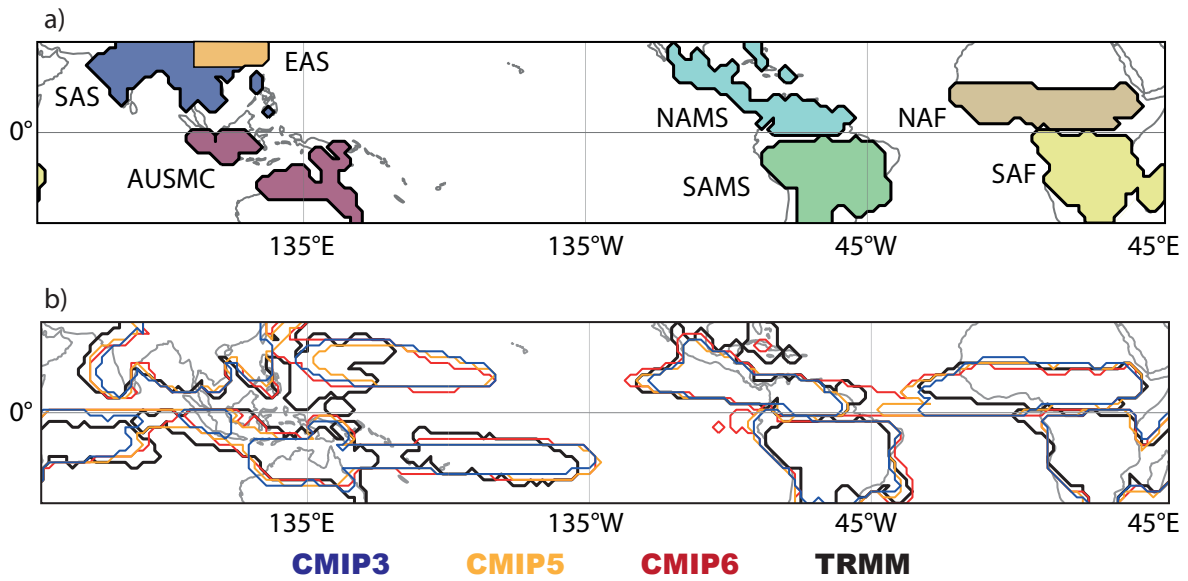 a)
EAS
SAS
NAMS
NAF
0°
AUSMC
SAMS
SAF
135°E
135°W
45°W
45°E
b)
0°
135°E
135°W
45°W
45°E
CMIP3
CMIP5
CMIP6
TRMM